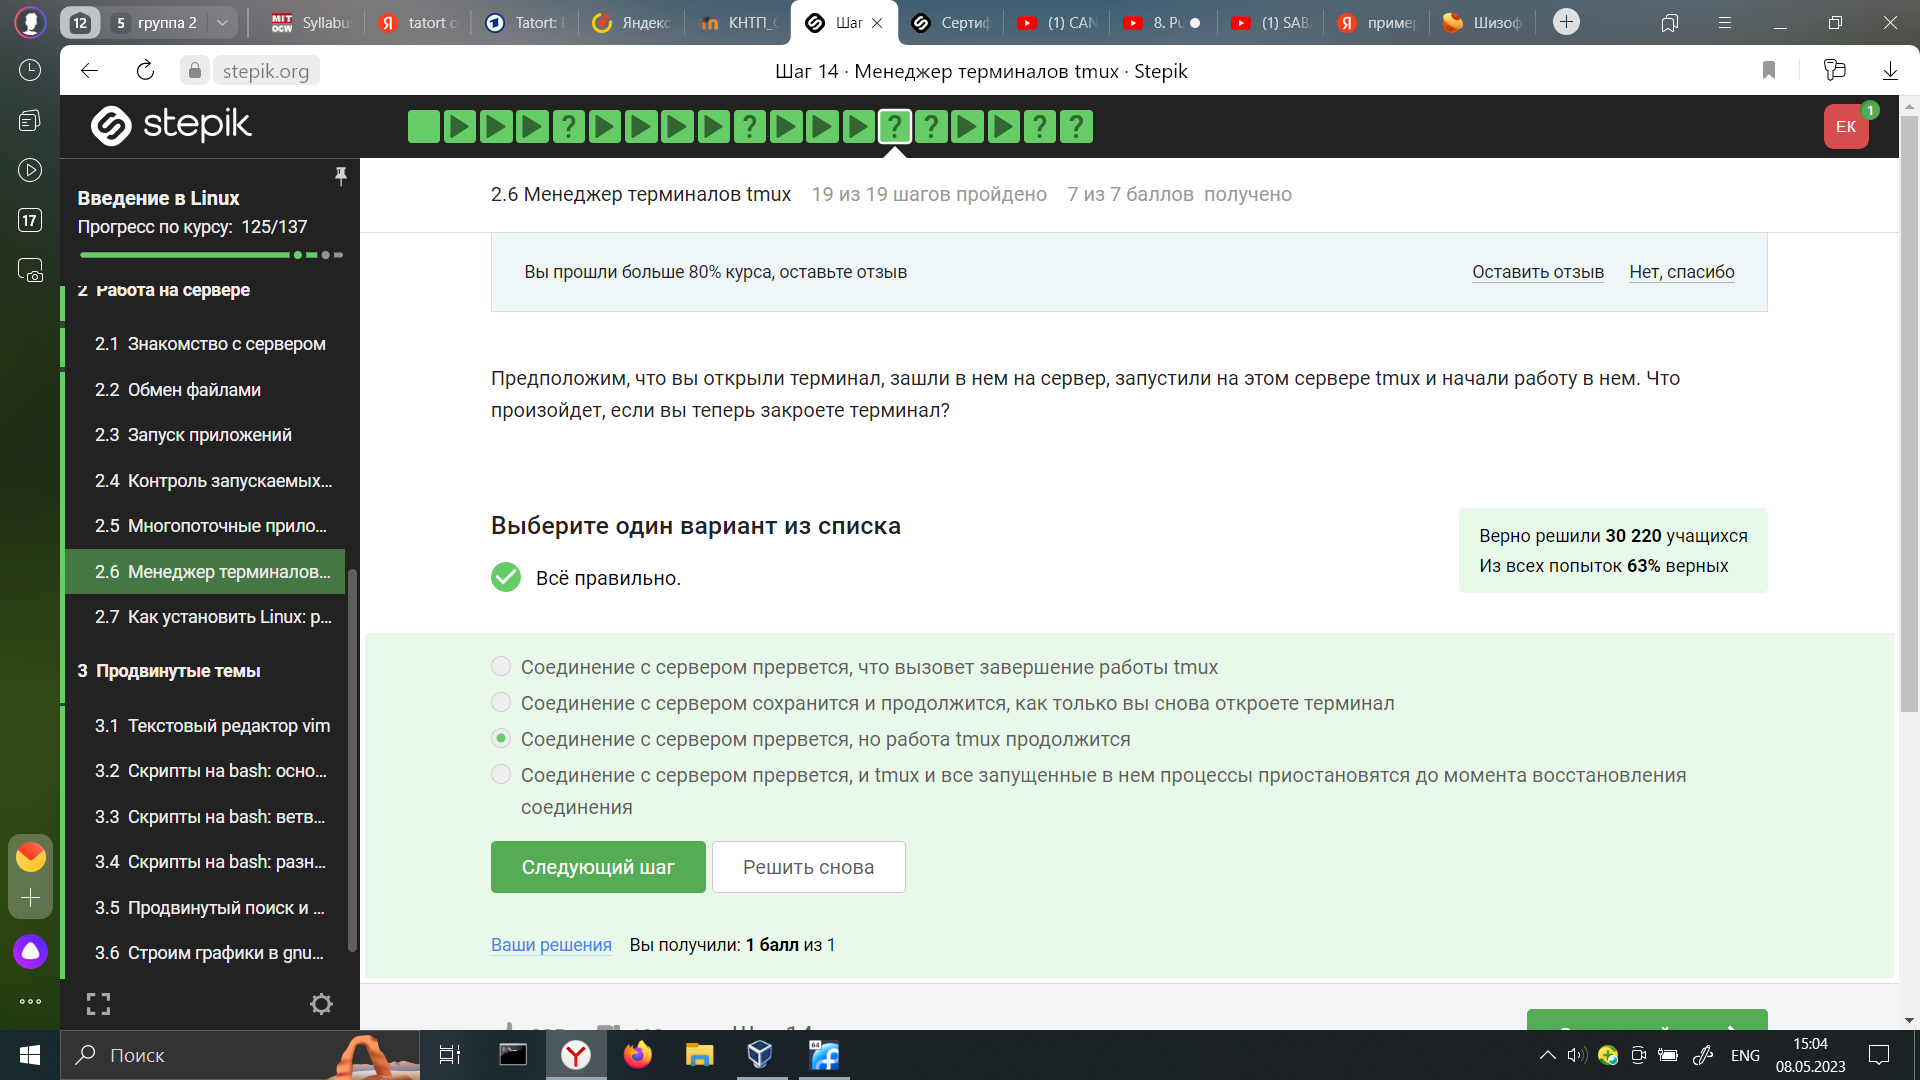 12
5 группа 2
MIT OCW Syllabu
tatort c
Tatort: D
Яндекс
КНТП_С
Шаг
Сертиф
(1) CAN
8. Pu
(1) SAB
пример
Шизоф
stepik.org
Шаг 14 · Менеджер терминалов tmux · Stepik
stepik
? ? ? ? ? ?
ЕК
1
17
Введение в Linux
Прогресс по курсу: 125/137
2 Работа на сервере
2.1 Знакомство с сервером
2.2 Обмен файлами
2.3 Запуск приложений
2.4 Контроль запускаемых...
2.5 Многопоточные прило...
2.6 Менеджер терминалов...
2.7 Как установить Linux: р...
3 Продвинутые темы
3.1 Текстовый редактор vim
3.2 Скрипты на bash: осно...
3.3 Скрипты на bash: ветв...
3.4 Скрипты на bash: разн...
3.5 Продвинутый поиск и ...
3.6 Строим графики в gnu...
2.6 Менеджер терминалов tmux 19 из 19 шагов пройдено 7 из 7 баллов получено
Вы прошли больше 80% курса, оставьте отзыв
Оставить отзыв Нет, спасибо
Предположим, что вы открыли терминал, зашли в нем на сервер, запустили на этом сервере tmux и начали работу в нем. Что
произойдет, если вы теперь закроете терминал?
Выберите один вариант из списка
Всё правильно.
Верно решили 30 220 учащихся
Из всех попыток 63% верных
Соединение с сервером прервется, что вызовет завершение работы tmux
Соединение с сервером сохранится и продолжится, как только вы снова откроете терминал
Соединение с сервером прервется, но работа tmux продолжится
Соединение с сервером прервется, и tmux и все запущенные в нем процессы приостановятся до момента восстановления
соединения
Следующий шаг
Решить снова
Ваши решения Вы получили: 1 балл из 1
Шаг 14
Поиск
64
ENG
15:04
08.05.2023